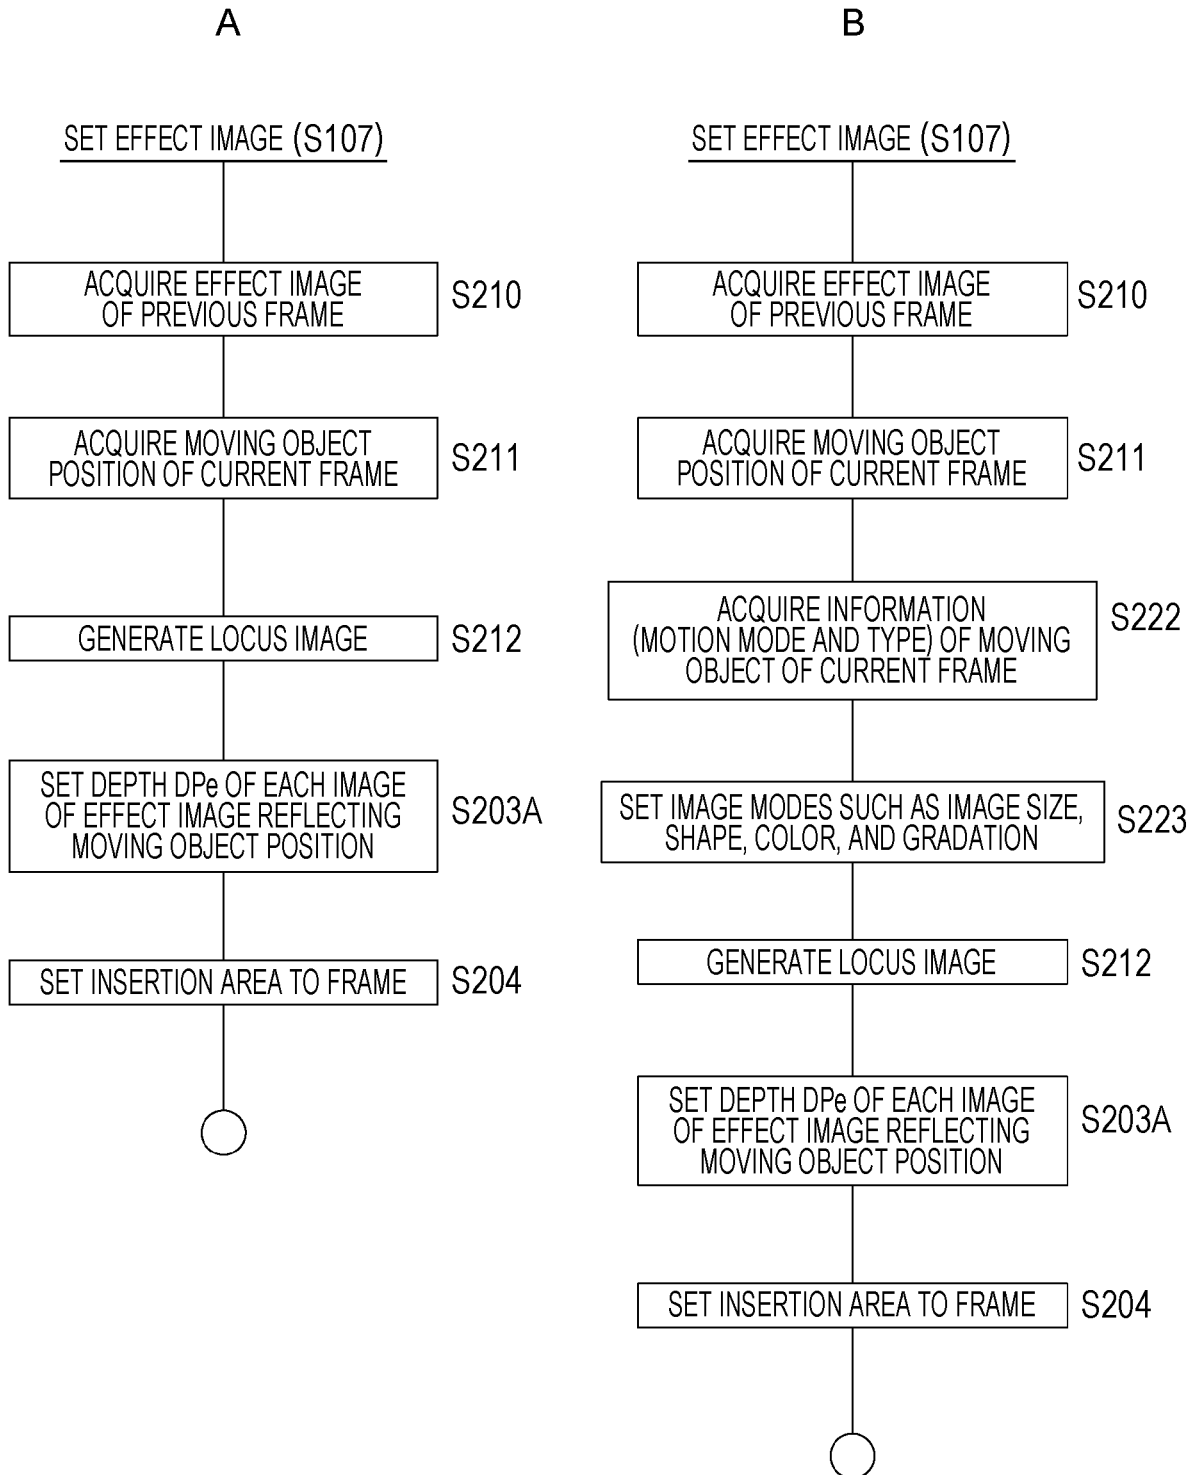 A
SET EFFECT IMAGE (S107)
ACQUIRE EFFECT IMAGE
OF PREVIOUS FRAME
S210
ACQUIRE MOVING OBJECT
POSITION OF CURRENT FRAME
S211
GENERATE LOCUS IMAGE
S212
SET DEPTH DPe OF EACH IMAGE
OF EFFECT IMAGE REFLECTING
MOVING OBJECT POSITION
S203A
SET INSERTION AREA TO FRAME
S204
B
SET EFFECT IMAGE (S107)
ACQUIRE EFFECT IMAGE
OF PREVIOUS FRAME
S210
ACQUIRE MOVING OBJECT
POSITION OF CURRENT FRAME
S211
ACQUIRE INFORMATION
(MOTION MODE AND TYPE) OF MOVING
OBJECT OF CURRENT FRAME
S222
SET IMAGE MODES SUCH AS IMAGE SIZE,
SHAPE, COLOR, AND GRADATION
S223
GENERATE LOCUS IMAGE
S212
SET DEPTH DPe OF EACH IMAGE
OF EFFECT IMAGE REFLECTING
MOVING OBJECT POSITION
S203A
SET INSERTION AREA TO FRAME
S204